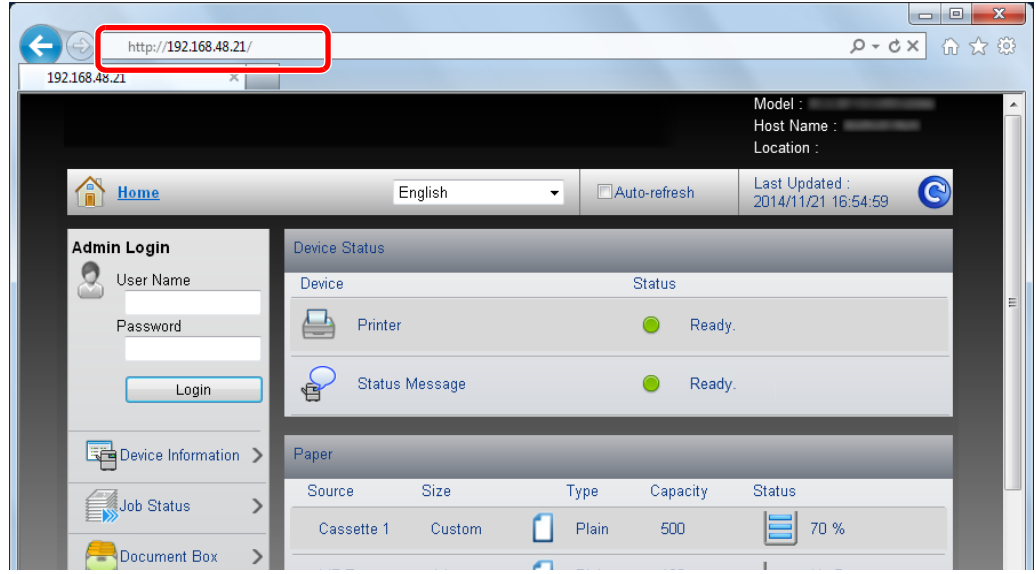 http://192.168.48.21/
192.168.48.21
Model :
Host Name :
Location :
Home
English
Auto-refresh
Last Updated :
2014/11/21 16:54:59
Admin Login
User Name
Password
Login
Device Information
Job Status
Document Box
Device Status
Device Status
Printer Ready.
Status Message Ready.
Paper
Source Size Type Capacity Status
Cassette 1 Custom Plain 500 70 %